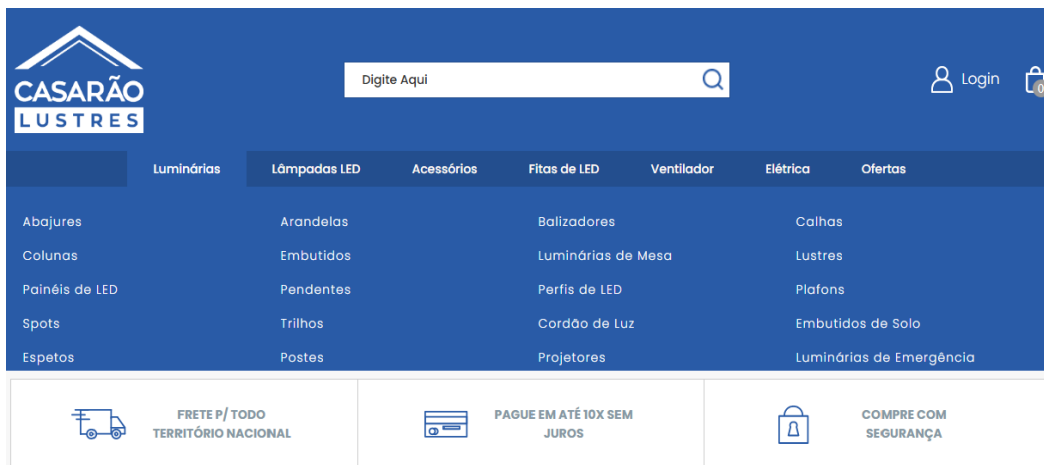 CASARÃO
LUSTRES
Digite Aqui
Login
0
Luminárias Lâmpadas LED Acessórios Fitas de LED Ventilador Elétrica Ofertas
Abajures Arandelas Balizadores Calhas
Colunas Embutidos Luminárias de Mesa Lustres
Painéis de LED Pendentes Perfis de LED Plafons
Spots Trilhos Cordão de Luz Embutidos de Solo
Espetos Postes Projetores Luminárias de Emergência
FRETE P/ TODO
TERRITÓRIO NACIONAL
PAGUE EM ATÉ 10X SEM
JUROS
COMPRE COM
SEGURANÇA